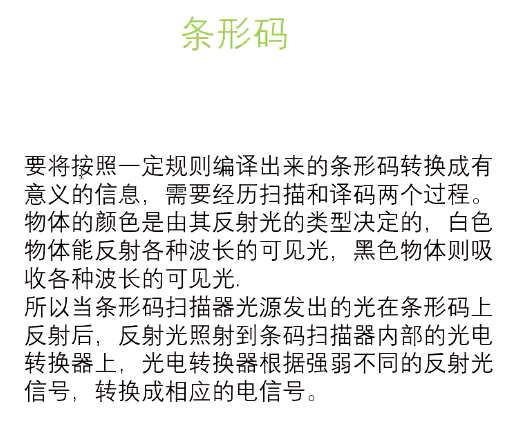 条形码
要将按照一定规则编译出来的条形码转换成有
意义的信息，需要经历扫描和译码两个过程。
物体的颜色是由其反射光的类型决定的，白色
物体能反射各种波长的可见光，黑色物体则吸
收各种波长的可见光.
所以当条形码扫描器光源发出的光在条形码上
反射后，反射光照射到条码扫描器内部的光电
转换器上，光电转换器根据强弱不同的反射光
信号，转换成相应的电信号。